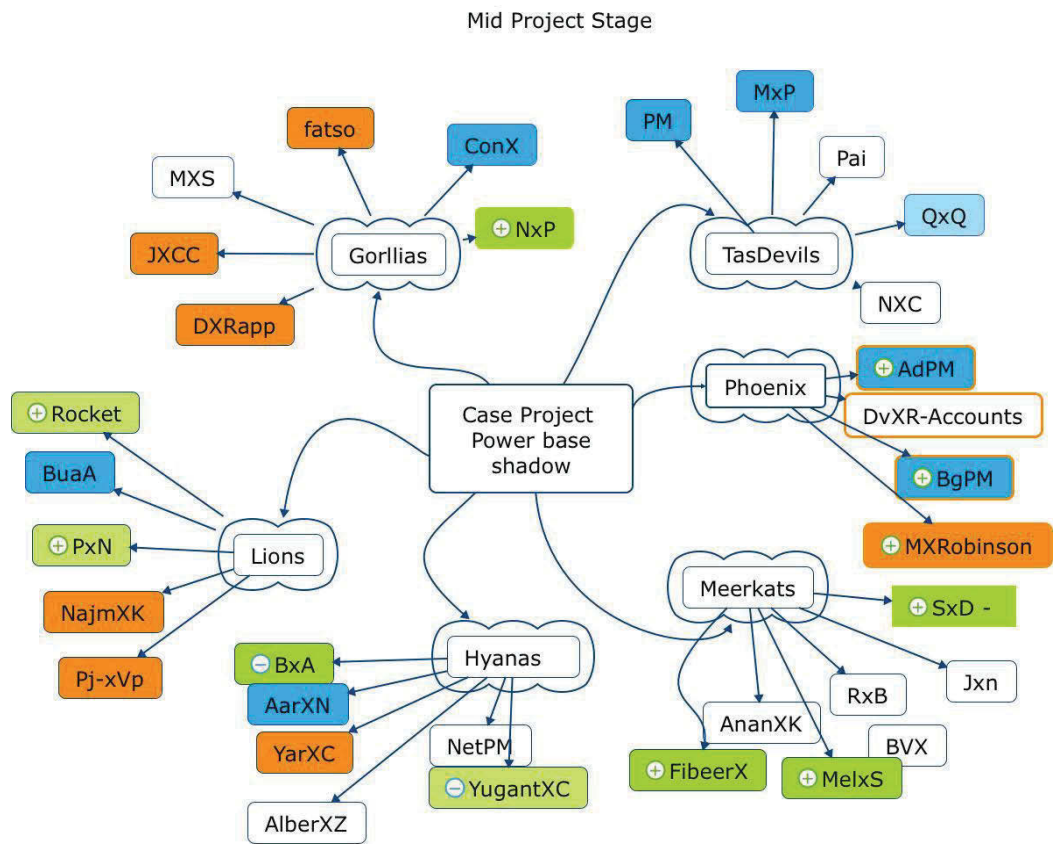 Mid Project Stage
MxP
PM
fatso
ConX
Pai
MXS
QxQ
NxP
JXCC
Gorllias
TasDevils
NXC
DXRapp
AdPM
Phoenix
Rocket
Case Project
Power base
shadow
DvXR-Accounts
BuaA
BgPM
PxN
Lions
MXRobinson
Meerkats
NajmXK
SxD -
Hyanas
BxA
Pj-xVp
Jxn
RxB
AarXN
AnanXK
BVX
YarXC
NetPM
FibeerX
MelxS
YugantXC
AlberXZ